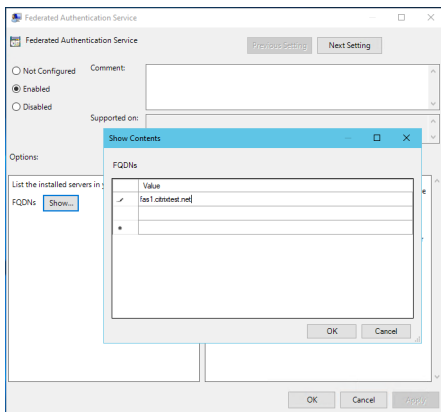 Federated Authentication Service
Federated Authentication Service
Previous Setting
Next Setting
Not Configured
Comment:
Enabled
Disabled
Supported on:
Options:
List the installed servers in
FQDNs
Show...
Show Contents
FQDNs
Value
fas1.citrixtest.net
OK
Cancel
OK
Cancel
Apply